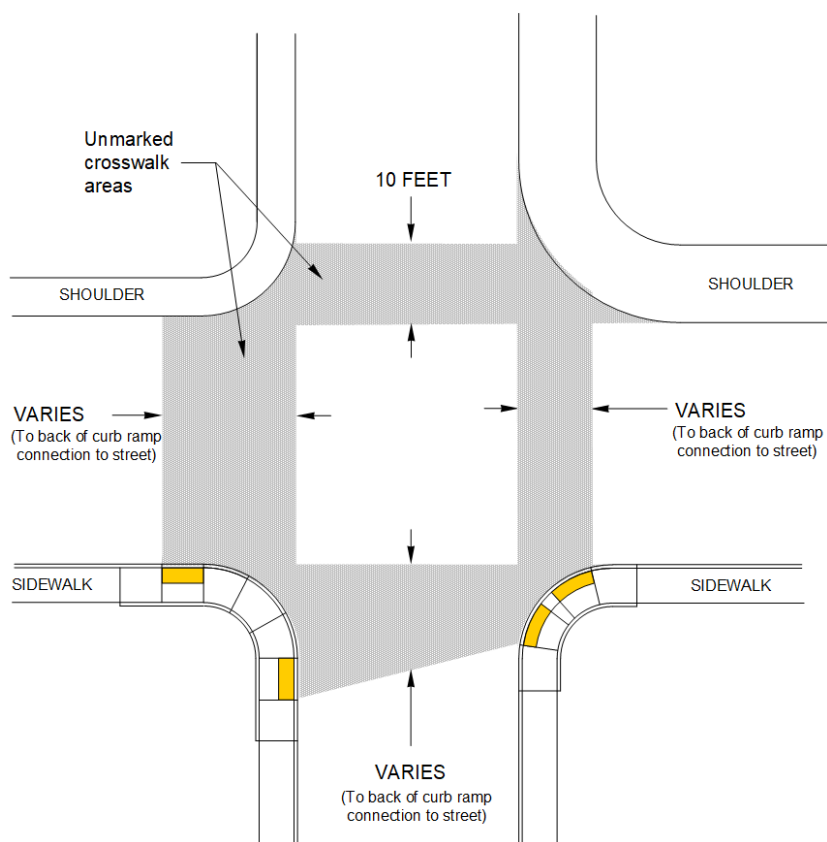 Unmarked
crosswalk
areas
10 FEET
SHOULDER
SHOULDER
VARIES
(To back of curb ramp
connection to street)
VARIES
(To back of curb ramp
connection to street)
SIDEWALK
SIDEWALK
VARIES
(To back of curb ramp
connection to street)